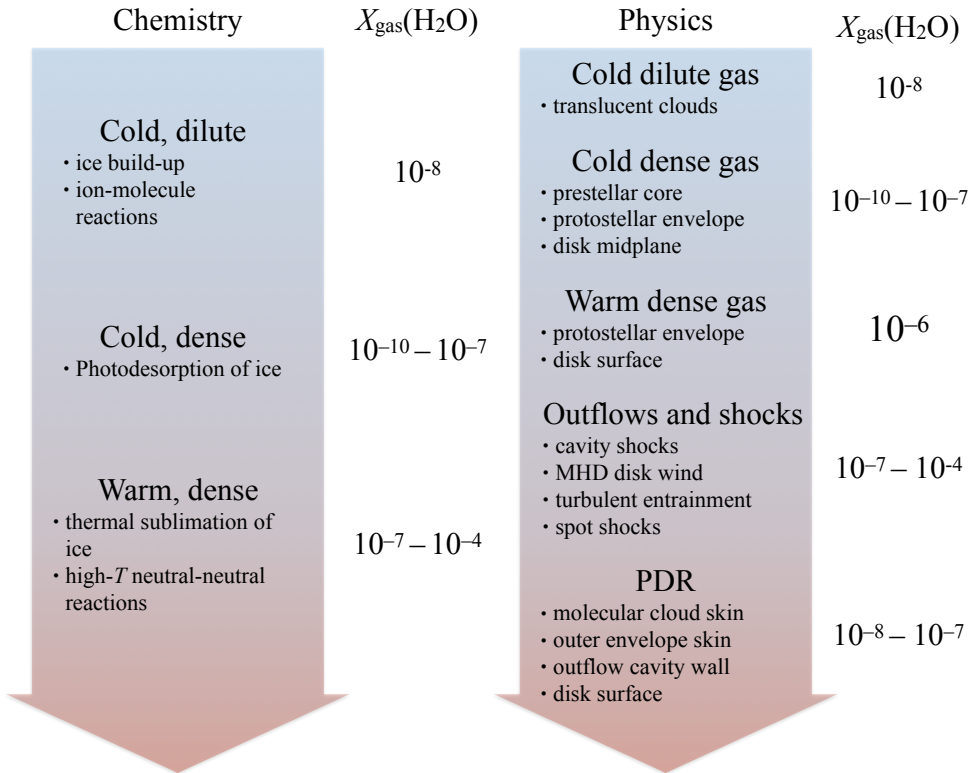 Chemistry
X_gas(H₂O)
Cold, dilute
· ice build-up
· ion-molecule
reactions
10⁻⁸
Cold, dense
· Photodesorption of ice
10⁻¹⁰ – 10⁻⁷
Warm, dense
· thermal sublimation of
ice
· high-T neutral-neutral
reactions
10⁻⁷ – 10⁻⁴
Physics
X_gas(H₂O)
Cold dilute gas
· translucent clouds
10⁻⁸
Cold dense gas
· prestellar core
· protostellar envelope
· disk midplane
10⁻¹⁰ – 10⁻⁷
Warm dense gas
· protostellar envelope
· disk surface
10⁻⁶
Outflows and shocks
· cavity shocks
· MHD disk wind
· turbulent entrainment
· spot shocks
10⁻⁷ – 10⁻⁴
PDR
· molecular cloud skin
· outer envelope skin
· outflow cavity wall
· disk surface
10⁻⁸ – 10⁻⁷